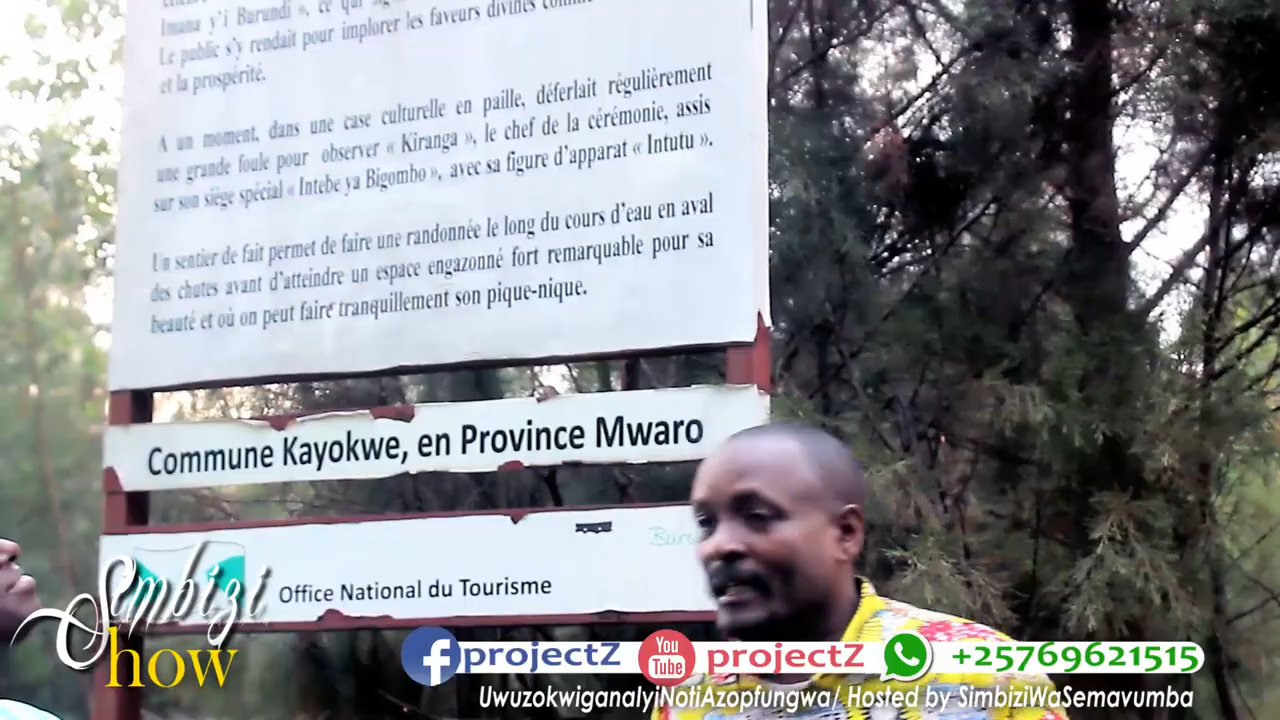 Imana y'i Burundi », ce qui
Le public s'y rendait pour implorer les faveurs divines comme
et la prospérité.
A un moment, dans une case culturelle en paille, déferlait régulièrement
une grande foule pour observer « Kiranga », le chef de la cérémonie, assis
sur son siège spécial « Intebe ya Bigombo », avec sa figure d'apparat « Intutu ».
Un sentier de fait permet de faire une randonnée le long du cours d'eau en aval
des chutes avant d'atteindre un espace engazonné fort remarquable pour sa
beauté et où on peut faire tranquillement son pique-nique.
Commune Kayokwe, en Province Mwaro
Office National du Tourisme
Simbizi
Show
projectZ
You
Tube
projectZ
+25769621515
UwuzokwiganaIyiNotiAzopfungwa/ Hosted by SimbiziWaSemavumba